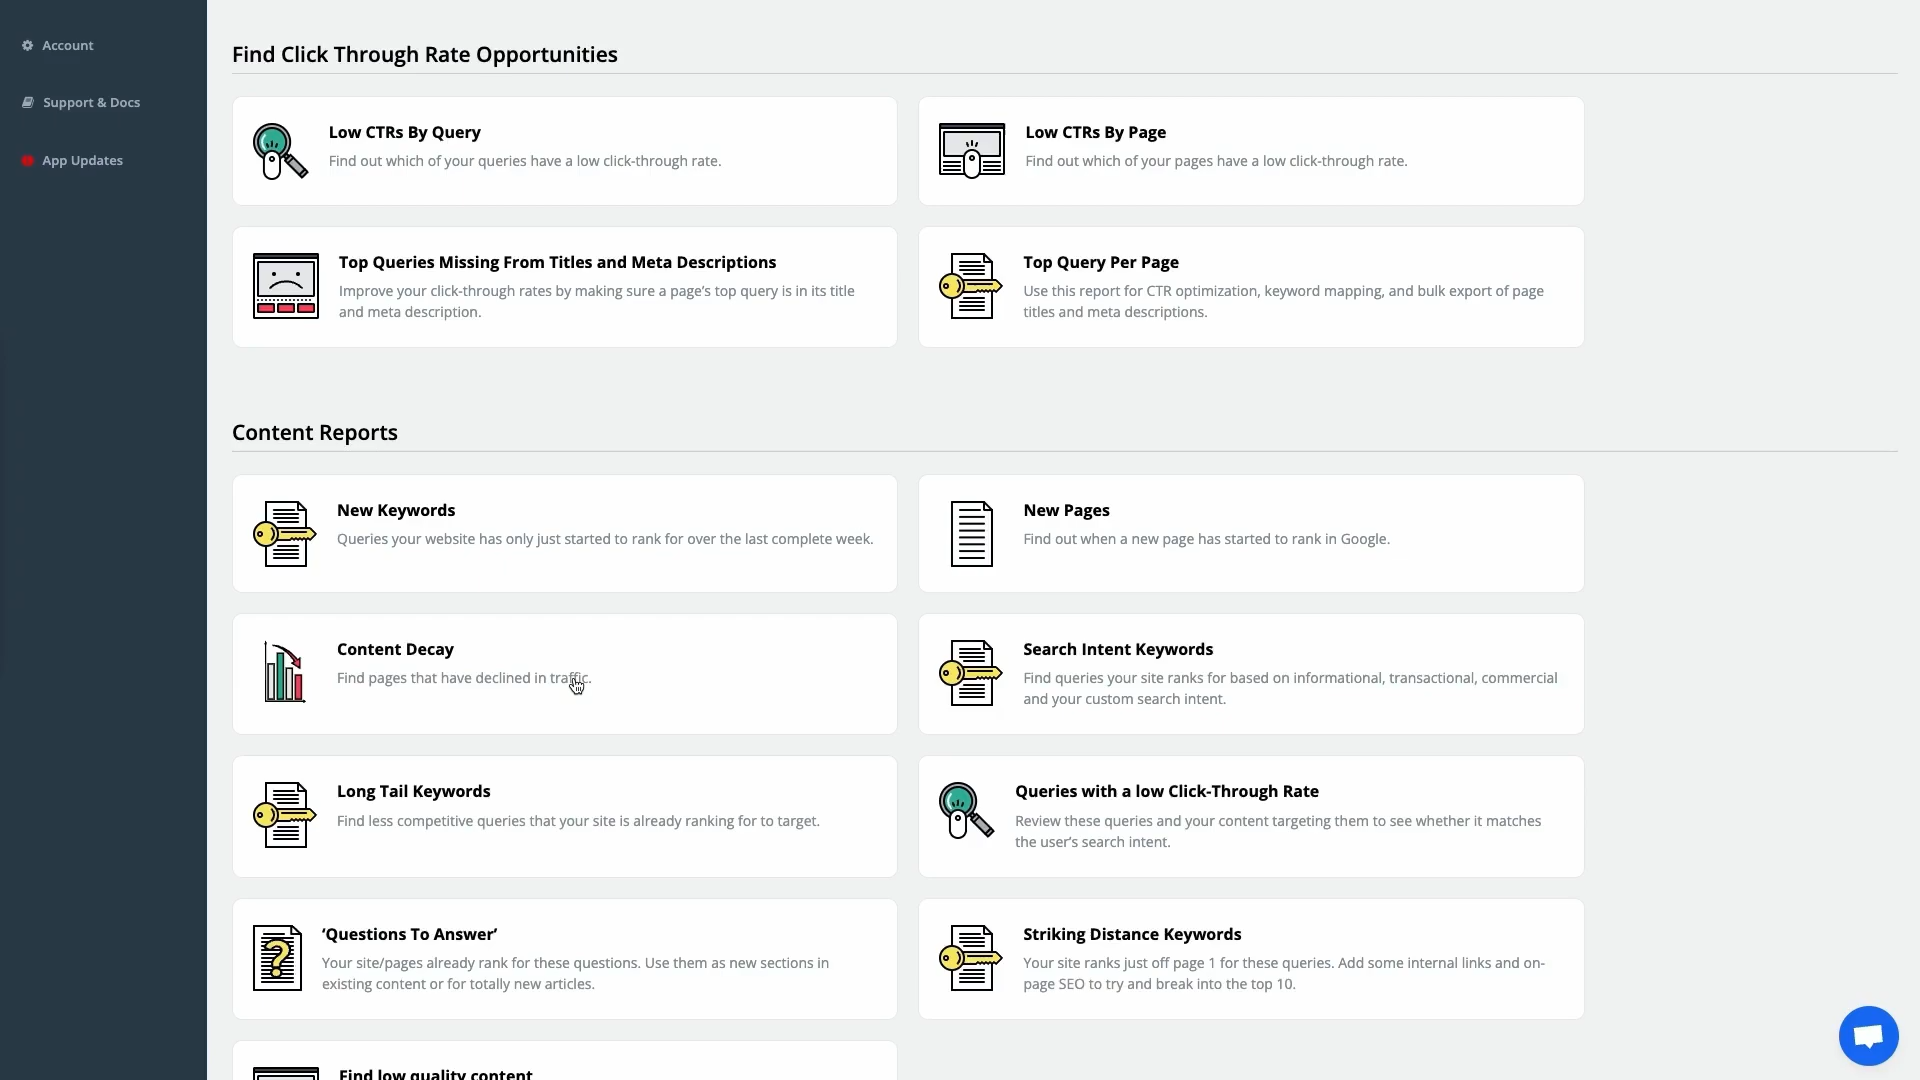 Account
Support & Docs
App Updates
Find Click Through Rate Opportunities
Low CTRs By Query
Find out which of your queries have a low click-through rate.
Low CTRs By Page
Find out which of your pages have a low click-through rate.
Top Queries Missing From Titles and Meta Descriptions
Improve your click-through rates by making sure a page’s top query is in its title
and meta description.
Top Query Per Page
Use this report for CTR optimization, keyword mapping, and bulk export of page
titles and meta descriptions.
Content Reports
New Keywords
Queries your website has only just started to rank for over the last complete week.
New Pages
Find out when a new page has started to rank in Google.
Content Decay
Find pages that have declined in traffic.
Search Intent Keywords
Find queries your site ranks for based on informational, transactional, commercial
and your custom search intent.
Long Tail Keywords
Find less competitive queries that your site is already ranking for to target.
Queries with a low Click-Through Rate
Review these queries and your content targeting them to see whether it matches
the user’s search intent.
‘Questions To Answer’
Your site/pages already rank for these questions. Use them as new sections in
existing content or for totally new articles.
Striking Distance Keywords
Your site ranks just off page 1 for these queries. Add some internal links and on-
page SEO to try and break into the top 10.
Find low quality content